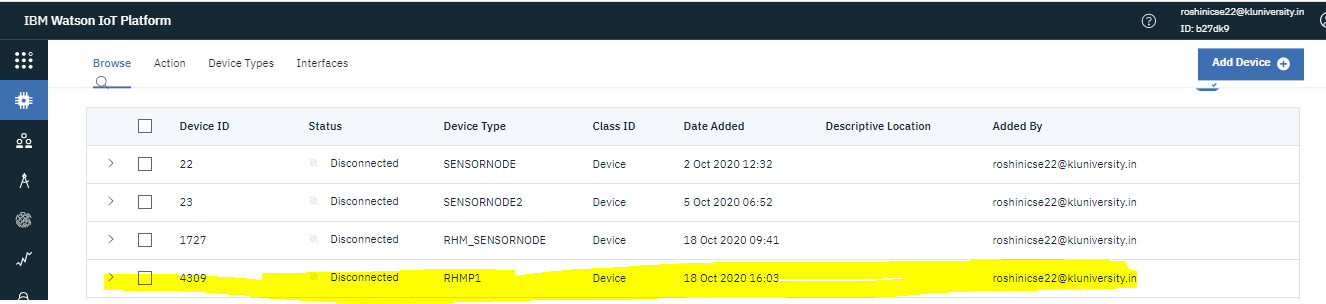 IBM Watson IoT Platform
roshinicse22@kluniversity.in
ID: b27dk9
Browse Action Device Types Interfaces
Add Device
Device ID Status Device Type Class ID Date Added Descriptive Location Added By
22 Disconnected SENSORNODE Device 2 Oct 2020 12:32 roshinicse22@kluniversity.in
23 Disconnected SENSORNODE2 Device 5 Oct 2020 06:52 roshinicse22@kluniversity.in
1727 Disconnected RHM_SENSORNODE Device 18 Oct 2020 09:41 roshinicse22@kluniversity.in
4309 Disconnected RHMP1 Device 18 Oct 2020 16:03 roshinicse22@kluniversity.in